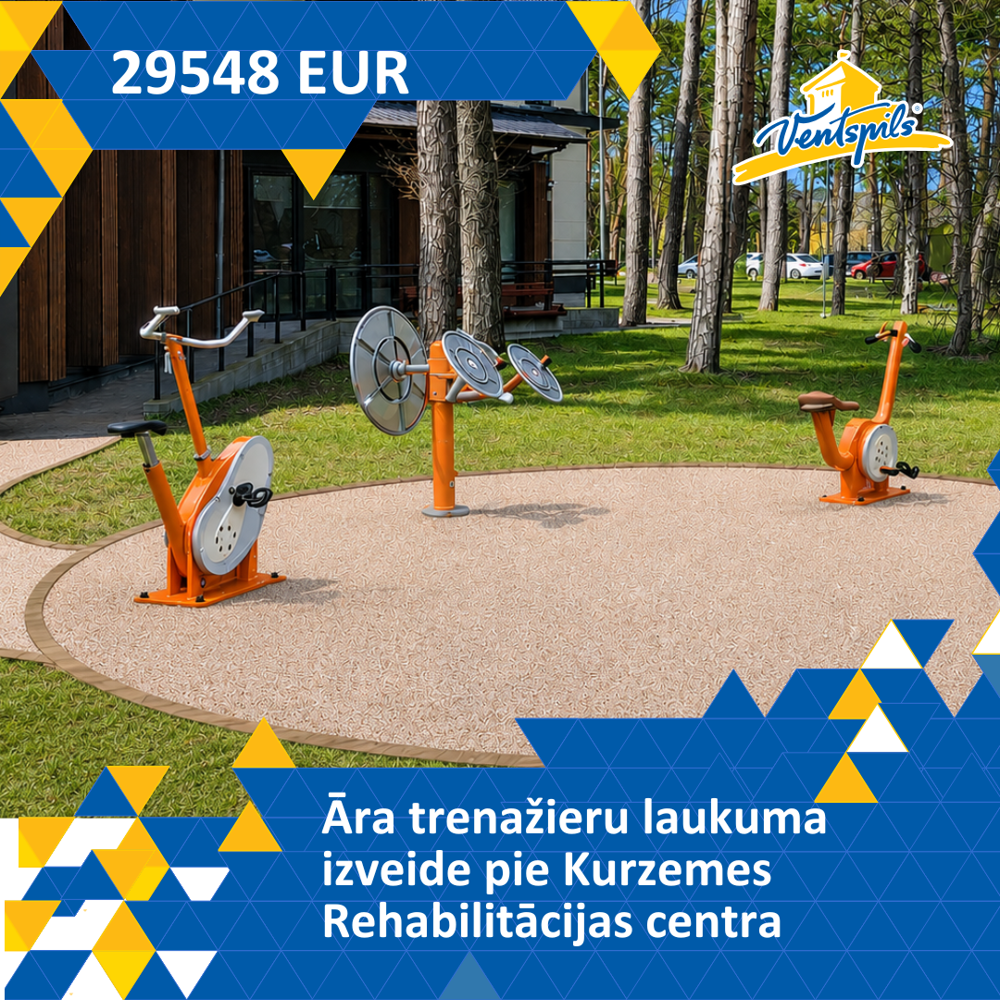 29548 EUR
Ventspils®
Āra trenažieru laukuma
izveide pie Kurzemes
Rehabilitācijas centra